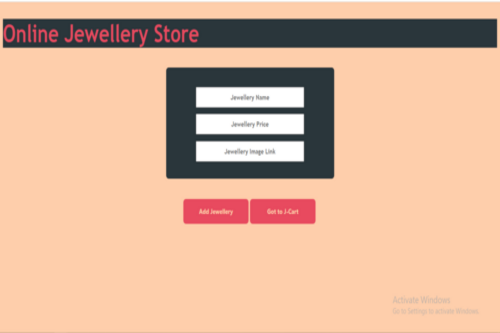 Online Jewellery Store
Jewellery Name
Jewellery Price
Jewellery Image Link
Add Jewellery
Got to J-Cart
Activate Windows
Go to Settings to activate Windows.